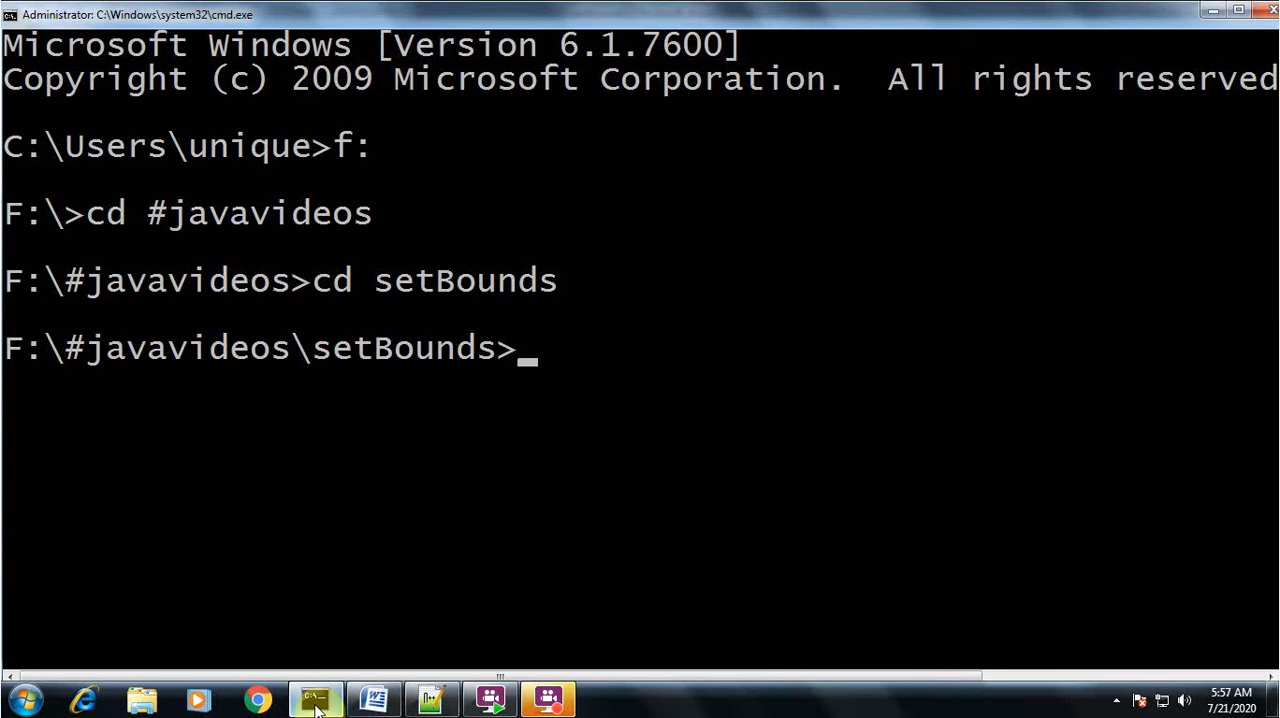 Administrator: C:\Windows\system32\cmd.exe
Microsoft Windows [Version 6.1.7600]
Copyright (c) 2009 Microsoft Corporation.  All rights reserved
C:\Users\unique>f:
F:\>cd #javavideos
F:\#javavideos>cd setBounds
F:\#javavideos\setBounds>_
5:57 AM
7/21/2020